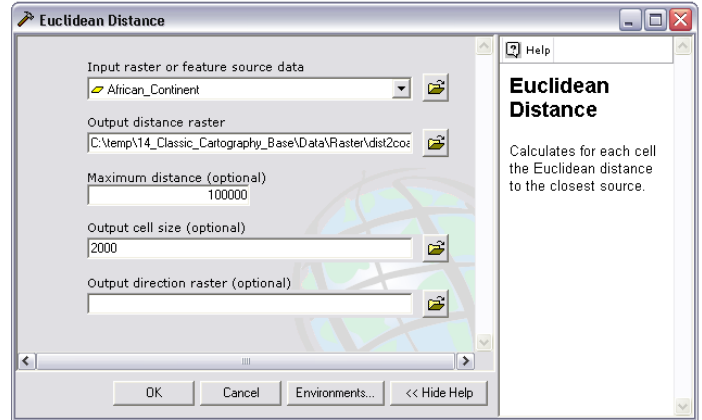 Euclidean Distance
Input raster or feature source data
African_Continent
Output distance raster
C:\temp\14_Classic_Cartography_Base\Data\Raster\dist2coa
Maximum distance (optional)
100000
Output cell size (optional)
2000
Output direction raster (optional)
OK
Cancel
Environments...
<< Hide Help
Help
Euclidean
Distance
Calculates for each cell
the Euclidean distance
to the closest source.